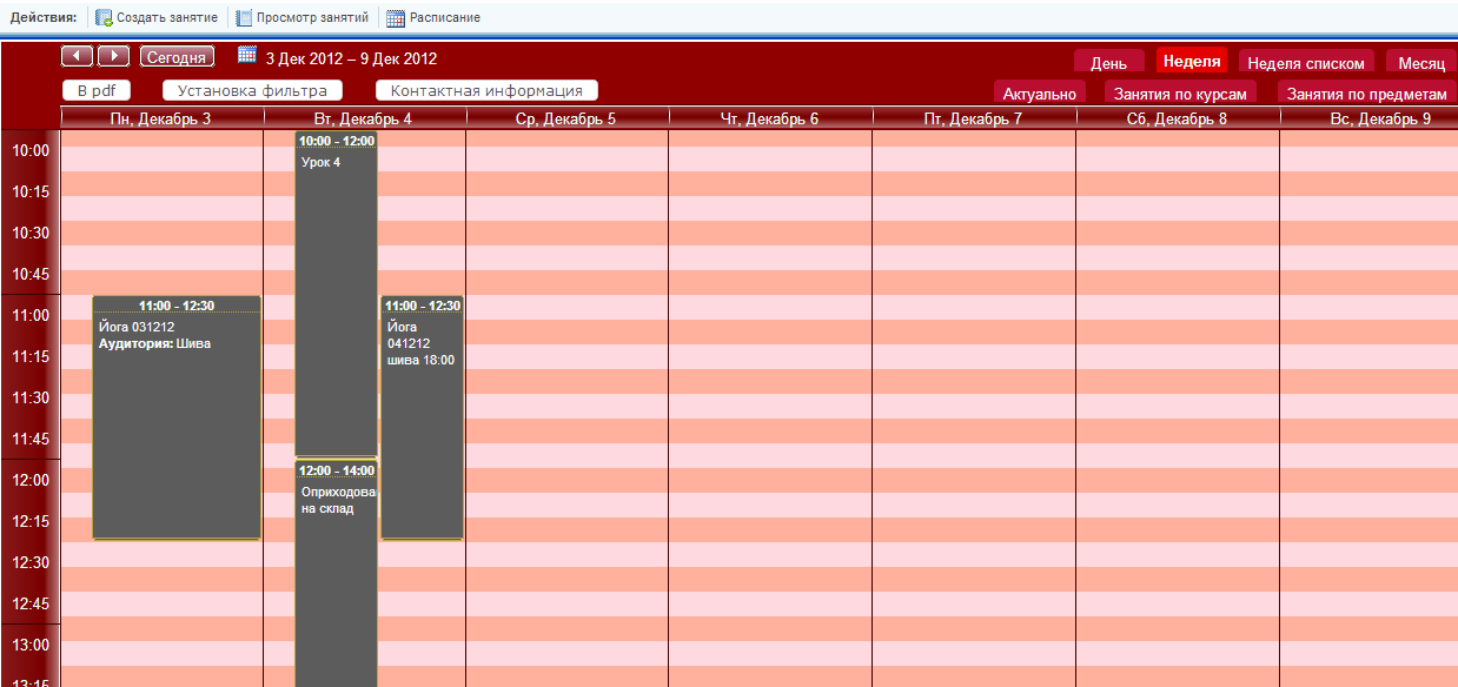 Действия: Создать занятие Просмотр занятий Расписание
Сегодня 3 Дек 2012 – 9 Дек 2012 День Неделя Неделя списком Месяц
В pdf Установка фильтра Контактная информация Актуально Занятия по курсам Занятия по предметам
Пн, Декабрь 3 Вт, Декабрь 4 Ср, Декабрь 5 Чт, Декабрь 6 Пт, Декабрь 7 Сб, Декабрь 8 Вс, Декабрь 9
10:00
10:15
10:30
10:45
11:00
11:15
11:30
11:45
12:00
12:15
12:30
12:45
13:00
13:15
11:00 - 12:30
Йога 031212
Аудитория: Шива
10:00 - 12:00
Урок 4
12:00 - 14:00
Оприходова
на склад
11:00 - 12:30
Йога
041212
шива 18:00